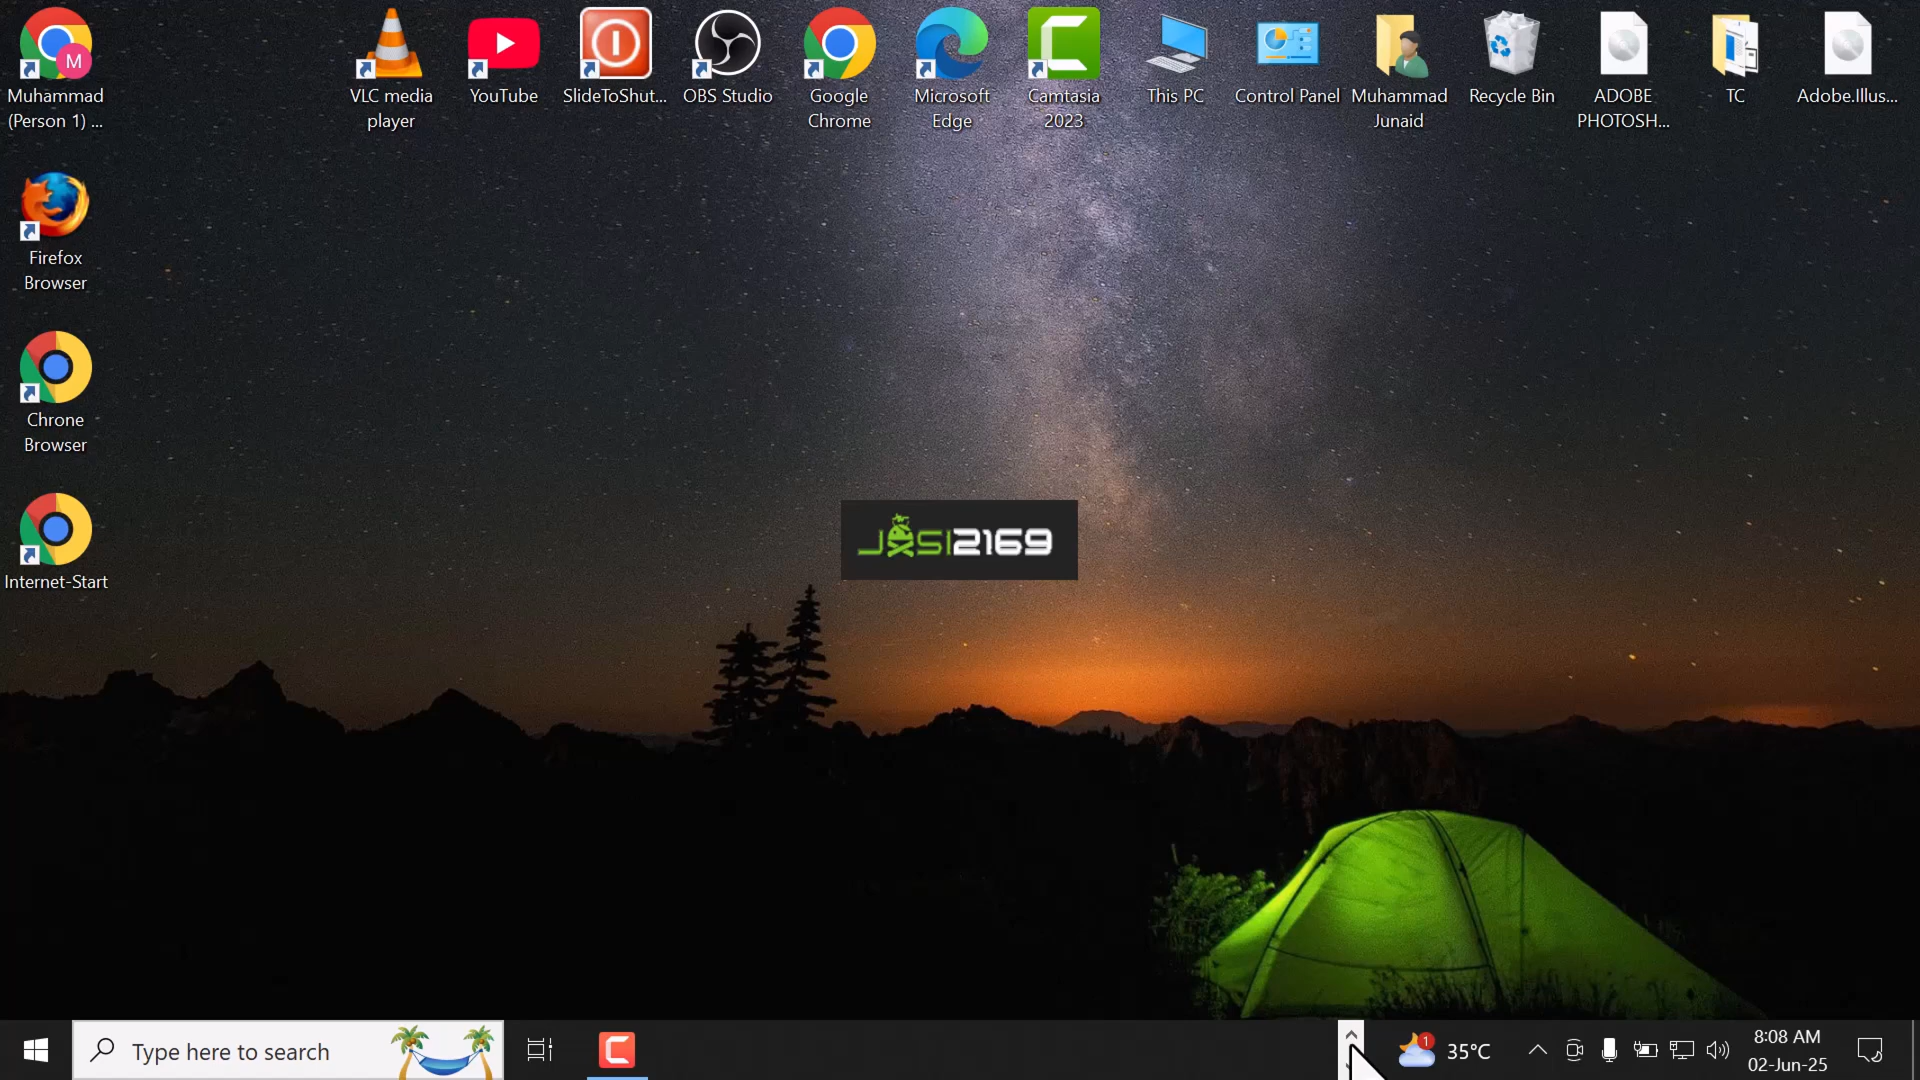 Muhammad
(Person 1) ...
VLC media
player
YouTube
SlideToShut...
OBS Studio
Google
Chrome
Microsoft
Edge
Camtasia
2023
This PC
Control Panel
Muhammad
Junaid
Recycle Bin
ADOBE
PHOTOSH...
TC
Adobe.Illus...
M
Firefox
Browser
Chrone
Browser
Internet-Start
JASI2169
Type here to search
1
35°C
8:08 AM
02-Jun-25